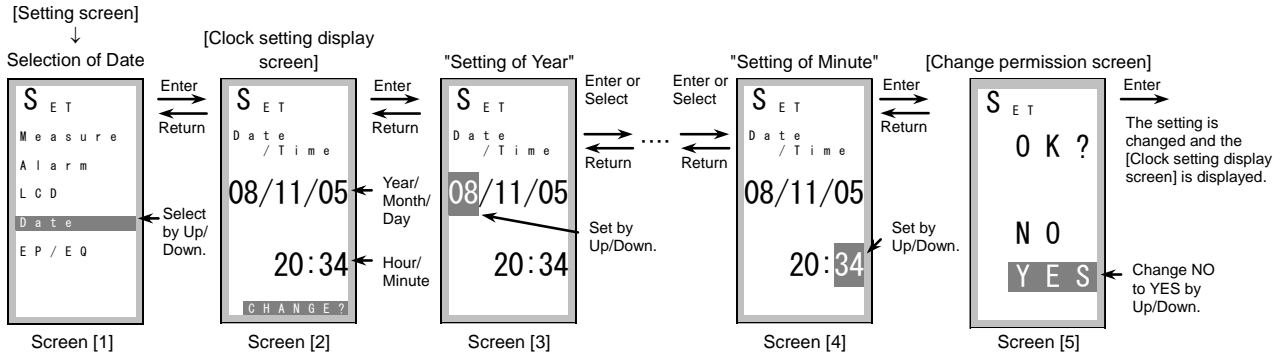 [Setting screen]
↓
Selection of Date
S ET
Measure
Alarm
LCD
Date
EP/EQ
Select
by Up/
Down.
Screen [1]
Enter
Return
[Clock setting display
screen]
S ET
Date
/Time
08/11/05
20:34
CHANGE?
Year/
Month/
Day
Hour/
Minute
Screen [2]
Enter
Return
"Setting of Year"
S ET
Date
/Time
08/11/05
20:34
Set by
Up/Down.
Screen [3]
Enter or
Select
Return
....
Enter or
Select
Return
"Setting of Minute"
S ET
Date
/Time
08/11/05
20:34
Set by
Up/Down.
Screen [4]
Enter
Return
[Change permission screen]
S ET
OK?
NO
YES
Change NO
to YES by
Up/Down.
Screen [5]
Enter
The setting is
changed and the
[Clock setting display
screen] is displayed.